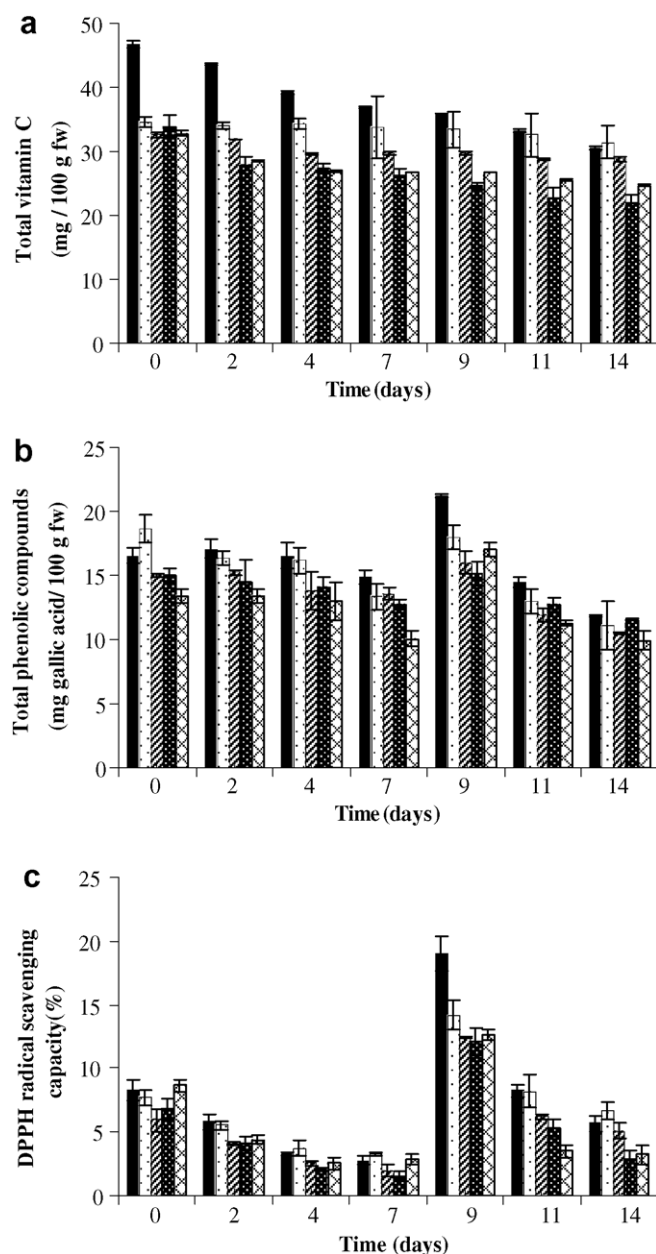 a
Total vitamin C
(mg / 100 g fw)
50
40
30
20
10
0
0 2 4 7 9 11 14
Time (days)
b
Total phenolic compounds
(mg gallic acid/ 100 g fw)
25
20
15
10
5
0
0 2 4 7 9 11 14
Time (days)
c
DPPH radical scavenging
capacity(%)
25
20
15
10
5
0
0 2 4 7 9 11 14
Time (days)